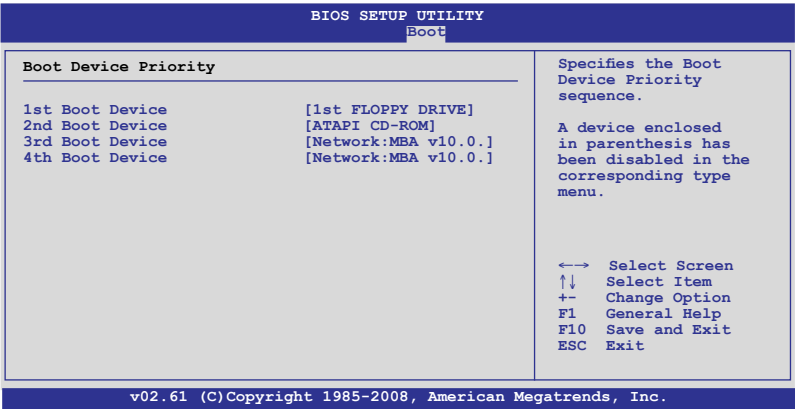 BIOS SETUP UTILITY
Boot
Boot Device Priority
1st Boot Device [1st FLOPPY DRIVE]
2nd Boot Device [ATAPI CD-ROM]
3rd Boot Device [Network:MBA v10.0.]
4th Boot Device [Network:MBA v10.0.]
Specifies the Boot
Device Priority
sequence.
A device enclosed
in parenthesis has
been disabled in the
corresponding type
menu.
←→ Select Screen
↑↓ Select Item
+- Change Option
F1 General Help
F10 Save and Exit
ESC Exit
v02.61 (C)Copyright 1985-2008, American Megatrends, Inc.